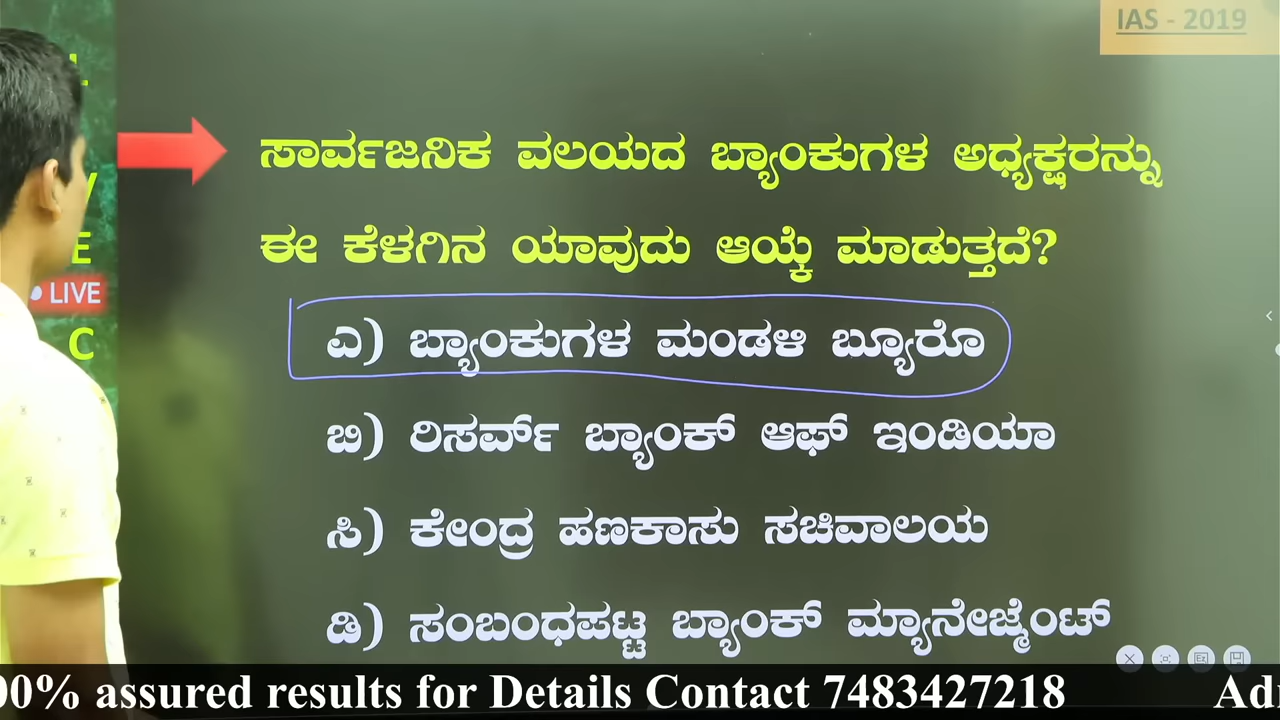 IAS - 2019
ಸಾರ್ವಜನಿಕ ವಲಯದ ಬ್ಯಾಂಕುಗಳ ಅಧ್ಯಕ್ಷರನ್ನು
ಈ ಕೆಳಗಿನ ಯಾವುದು ಆಯ್ಕೆ ಮಾಡುತ್ತದೆ?
ಎ) ಬ್ಯಾಂಕುಗಳ ಮಂಡಳಿ ಬ್ಯೂರೊ
ಬಿ) ರಿಸರ್ವ್ ಬ್ಯಾಂಕ್ ಆಫ್ ಇಂಡಿಯಾ
ಸಿ) ಕೇಂದ್ರ ಹಣಕಾಸು ಸಚಿವಾಲಯ
ಡಿ) ಸಂಬಂಧಪಟ್ಟ ಬ್ಯಾಂಕ್ ಮ್ಯಾನೇಜ್ಮೆಂಟ್
E
LIVE
C
00% assured results for Details Contact 7483427218